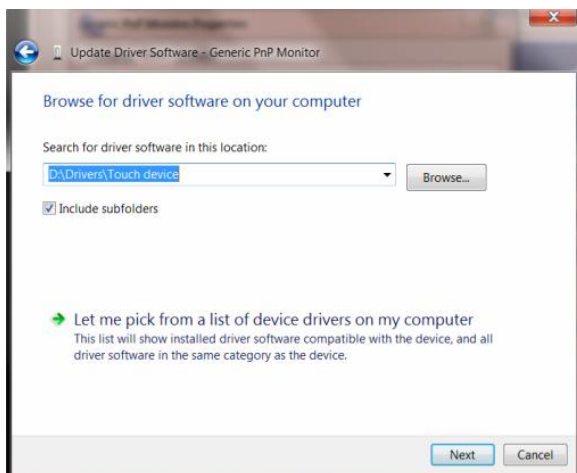 Update Driver Software - Generic PnP Monitor
Browse for driver software on your computer
Search for driver software in this location:
D:\Drivers\Touch device
Browse...
Include subfolders
Let me pick from a list of device drivers on my computer
This list will show installed driver software compatible with the device, and all
driver software in the same category as the device.
Next
Cancel